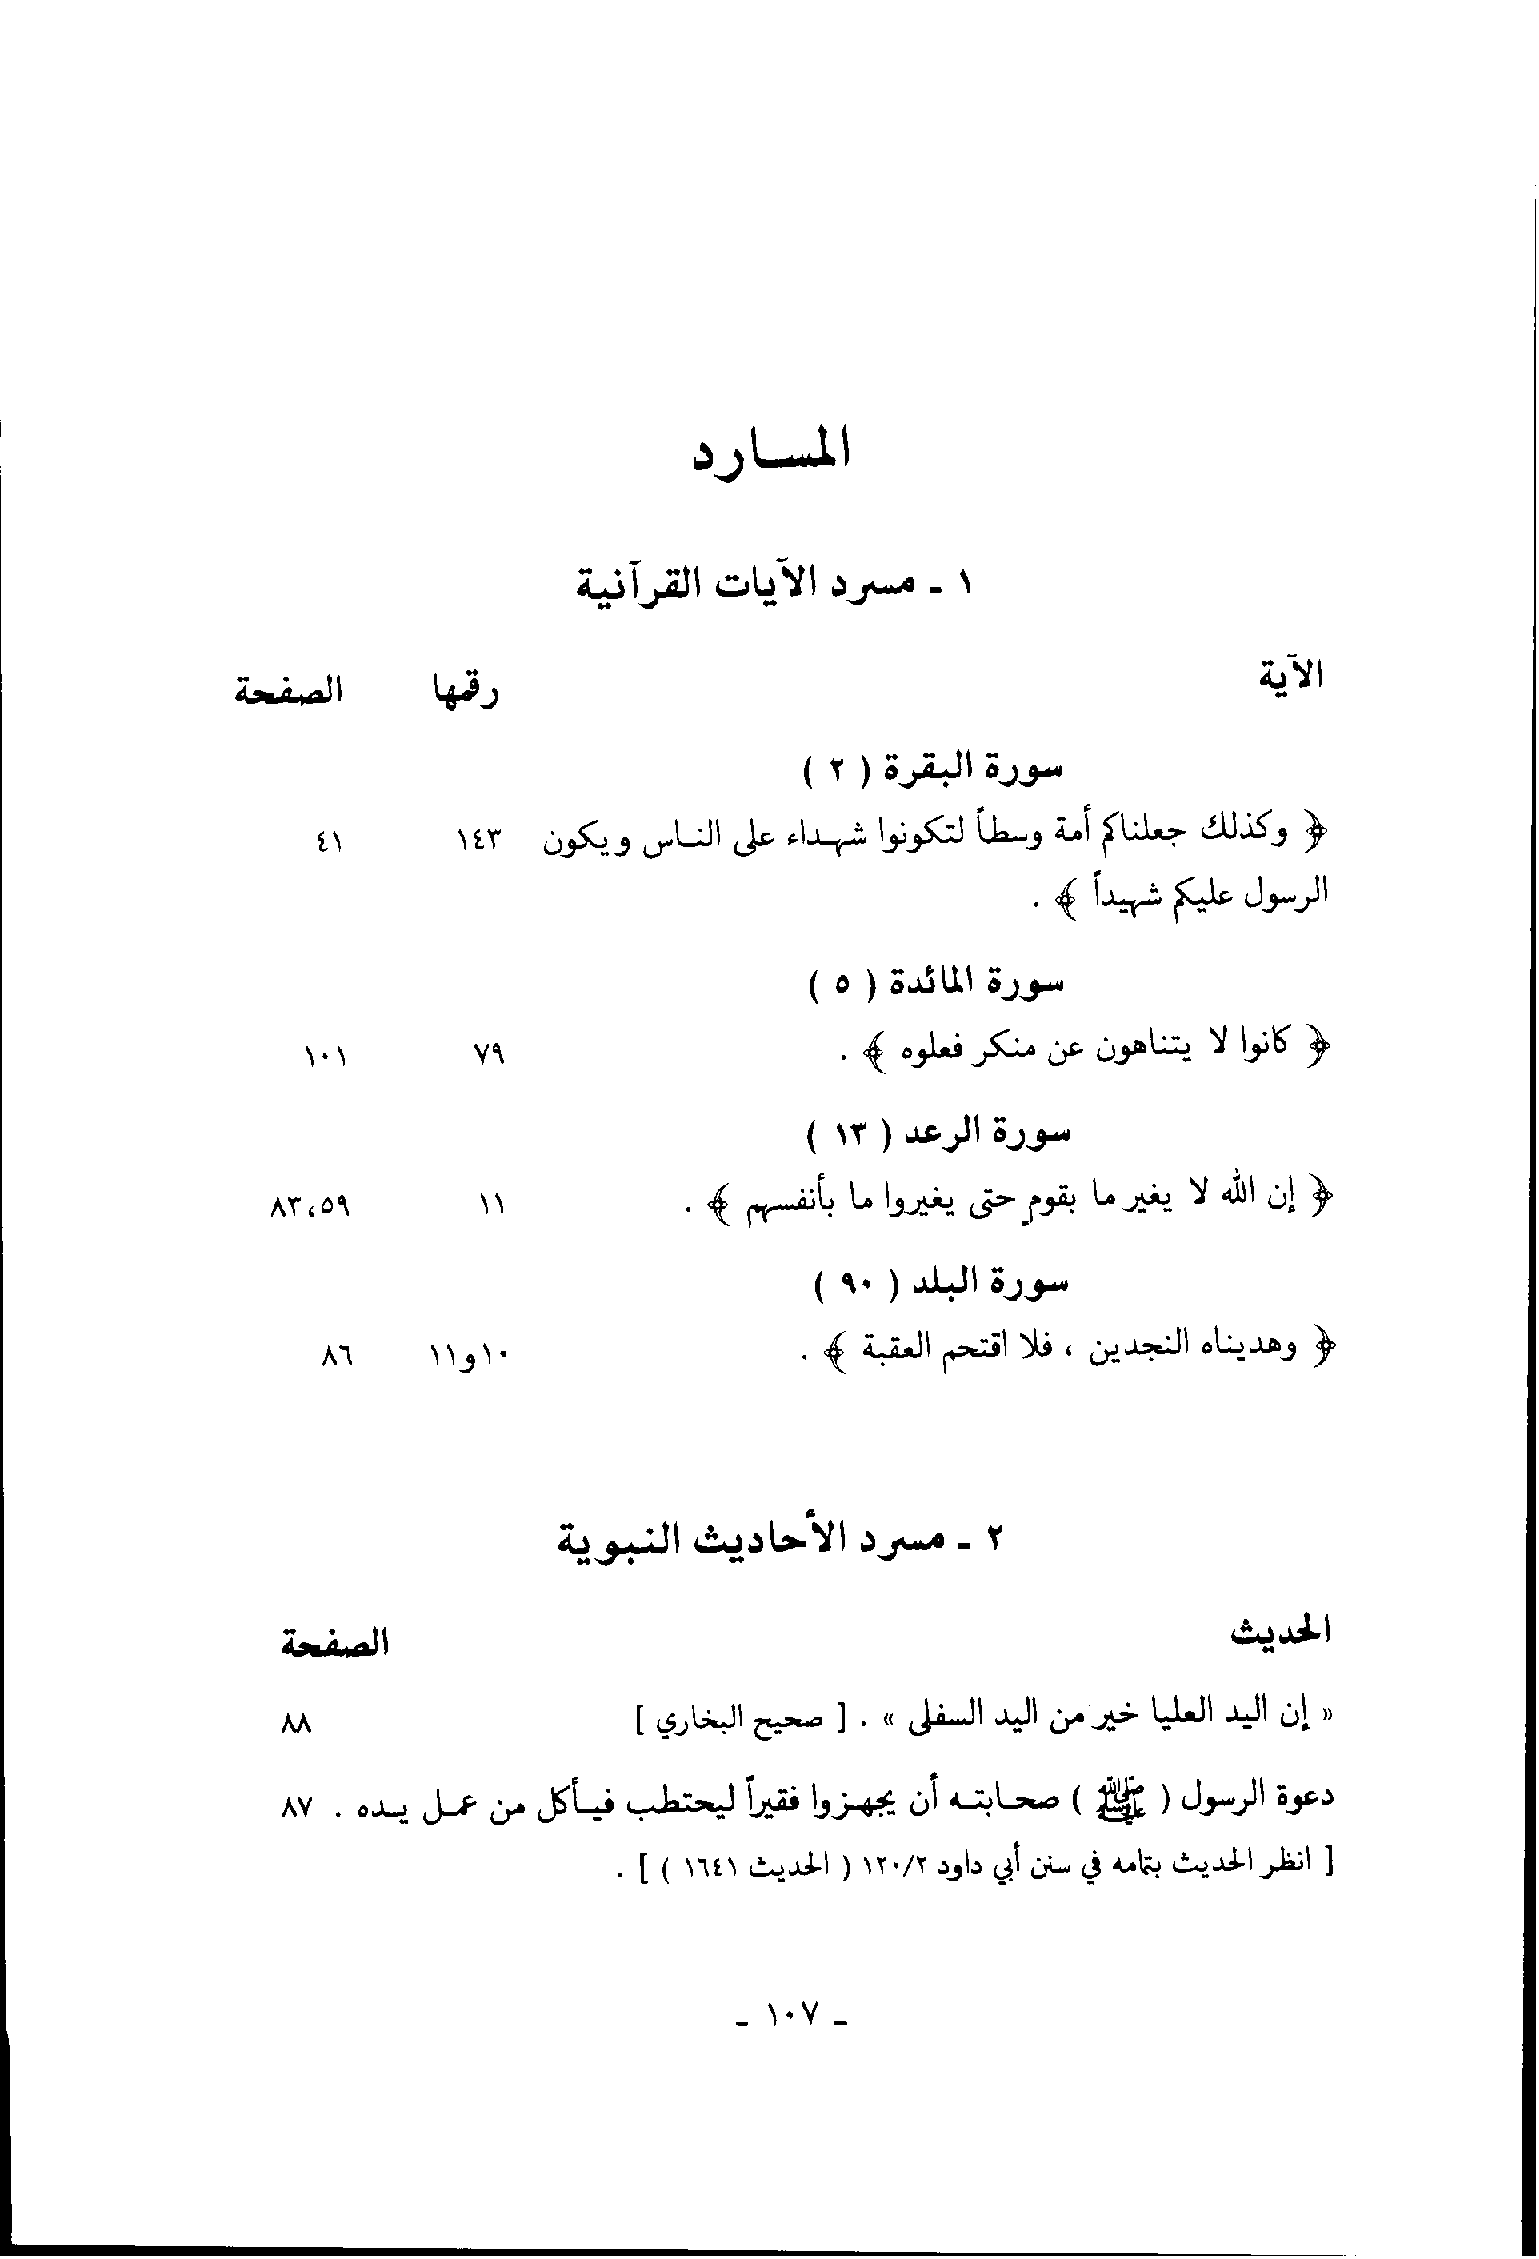 المسارد
١ ـ مسرد الآيات القرآنية
الآية رقمها الصفحة
سورة البقرة ( ٢ )
﴿ وكذلك جعلناكم أمة وسطاً لتكونوا شهداء على الناس ويكون ١٤٣ ٤١
الرسول عليكم شهيداً ﴾ .
سورة المائدة ( ٥ )
﴿ كانوا لا يتناهون عن منكر فعلوه ﴾ . ٧٩ ١٠١
سورة الرعد ( ١٣ )
﴿ إن الله لا يغير ما بقومٍ حتى يغيروا ما بأنفسهم ﴾ . ١١ ٥٩،٨٣
سورة البلد ( ٩٠ )
﴿ وهديناه النجدين ، فلا اقتحم العقبة ﴾ . ١٠و١١ ٨٦
٢ ـ مسرد الأحاديث النبوية
الحديث الصفحة
« إن اليد العليا خير من اليد السفلى » . [ صحيح البخاري ] ٨٨
دعوة الرسول ( ﷺ ) صحابته أن يجهزوا فقيراً ليحتطب فيأكل من عمل يده . ٨٧
[ انظر الحديث بتمامه في سنن أبي داود ١٢٠/٢ ( الحديث ١٦٤١ ) ] .
ـ ١٠٧ ـ